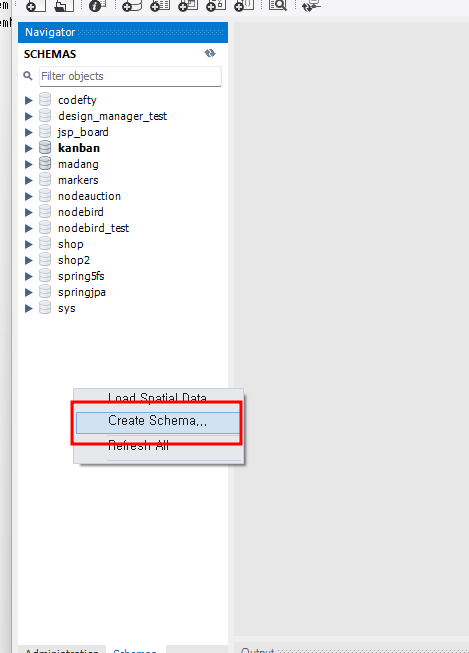 Navigator
SCHEMAS
Filter objects
codefty
design_manager_test
jsp_board
kanban
madang
markers
nodeauction
nodebird
nodebird_test
shop
shop2
spring5fs
springjpa
sys
Load Spatial Data
Create Schema...
Refresh All
Administration Schemas
Output